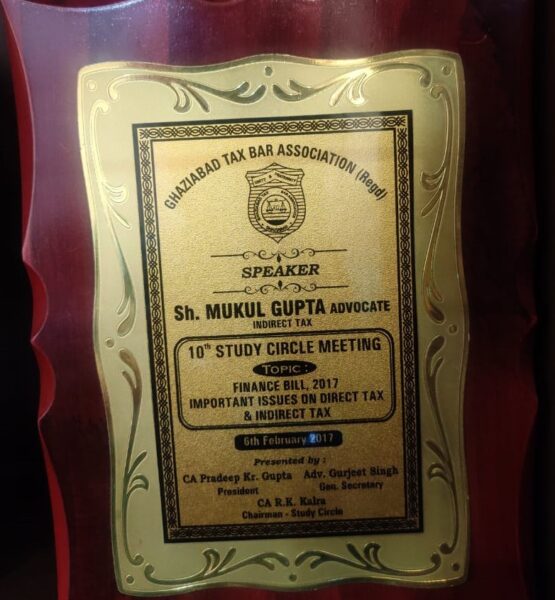 GHAZIABAD TAX BAR ASSOCIATION (Regd)
SPEAKER
Sh. MUKUL GUPTA ADVOCATE
INDIRECT TAX
10th STUDY CIRCLE MEETING
TOPIC :
FINANCE BILL, 2017
IMPORTANT ISSUES ON DIRECT TAX
& INDIRECT TAX
6th February 2017
Presented by :
CA Pradeep Kr. Gupta Adv. Gurjeet Singh
President Gen. Secretary
CA R.K. Kalra
Chairman - Study Circle